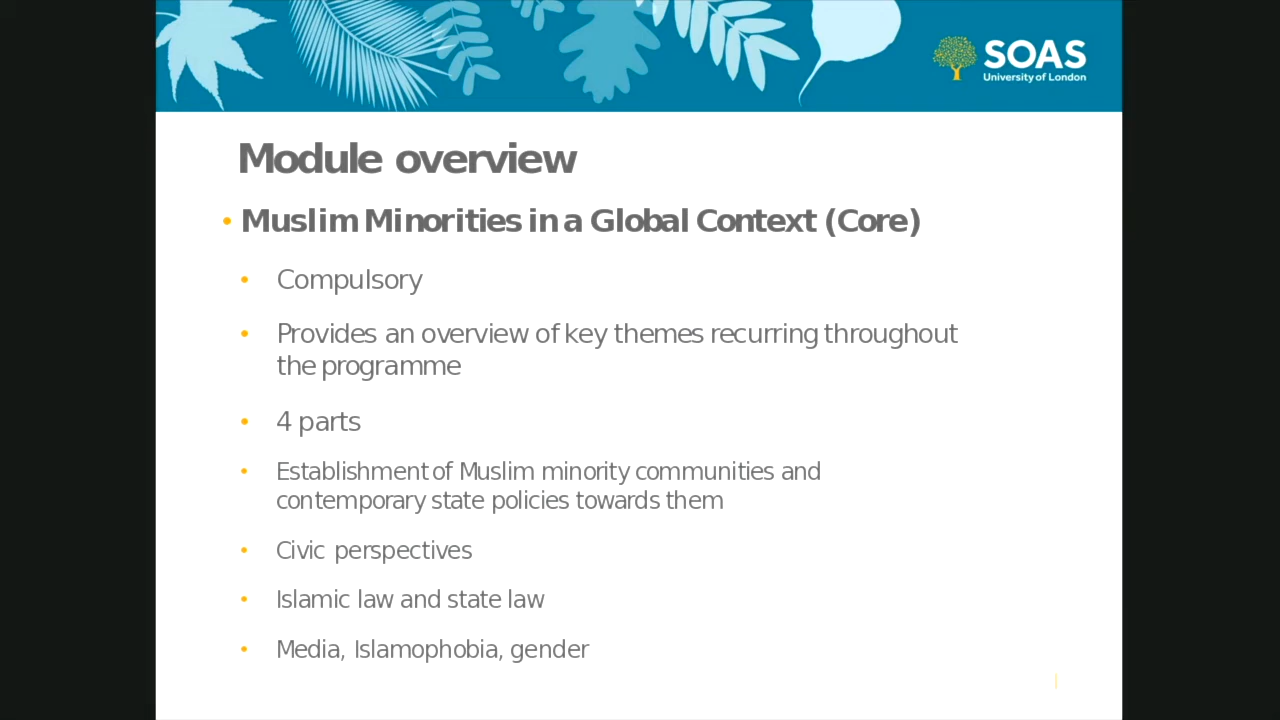 SOAS
University of London
Module overview
• Muslim Minorities in a Global Context (Core)
• Compulsory
• Provides an overview of key themes recurring throughout
the programme
• 4 parts
• Establishment of Muslim minority communities and
contemporary state policies towards them
• Civic perspectives
• Islamic law and state law
• Media, Islamophobia, gender